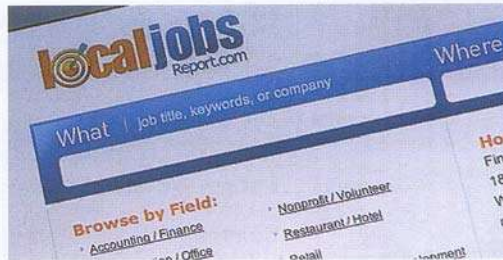 localjobs
Report.com
What | job title, keywords, or company
Where
Browse by Field:
Accounting / Finance
/ Office
Nonprofit / Volunteer
Restaurant / Hotel
Retail